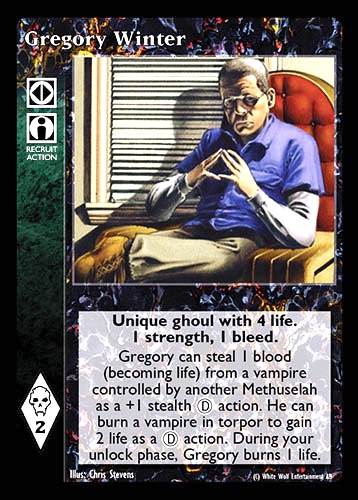 Gregory Winter
RECRUIT
ACTION
Unique ghoul with 4 life.
1 strength, 1 bleed.
Gregory can steal 1 blood
(becoming life) from a vampire
controlled by another Methuselah
as a +1 stealth Ⓓ action. He can
burn a vampire in torpor to gain
2 life as a Ⓓ action. During your
unlock phase, Gregory burns 1 life.
2
Illus: Chris Stevens
(C) White Wolf Entertainment AB